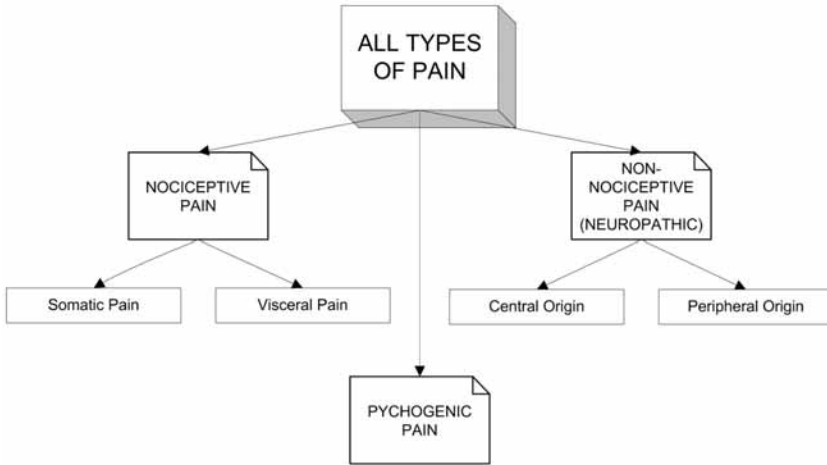 ALL TYPES
OF PAIN
NOCICEPTIVE
PAIN
NON-
NOCICEPTIVE
PAIN
(NEUROPATHIC)
Somatic Pain
Visceral Pain
Central Origin
Peripheral Origin
PYCHOGENIC
PAIN